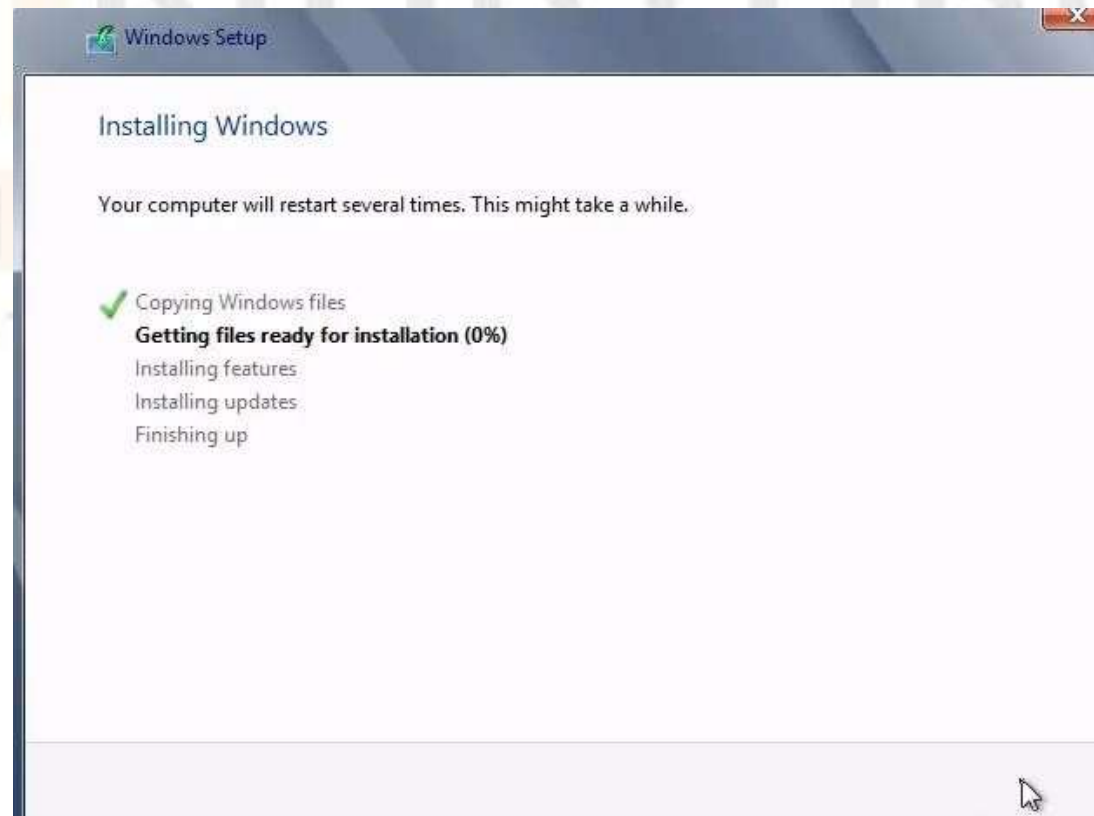 Windows Setup
Installing Windows
Your computer will restart several times. This might take a while.
Copying Windows files
Getting files ready for installation (0%)
Installing features
Installing updates
Finishing up